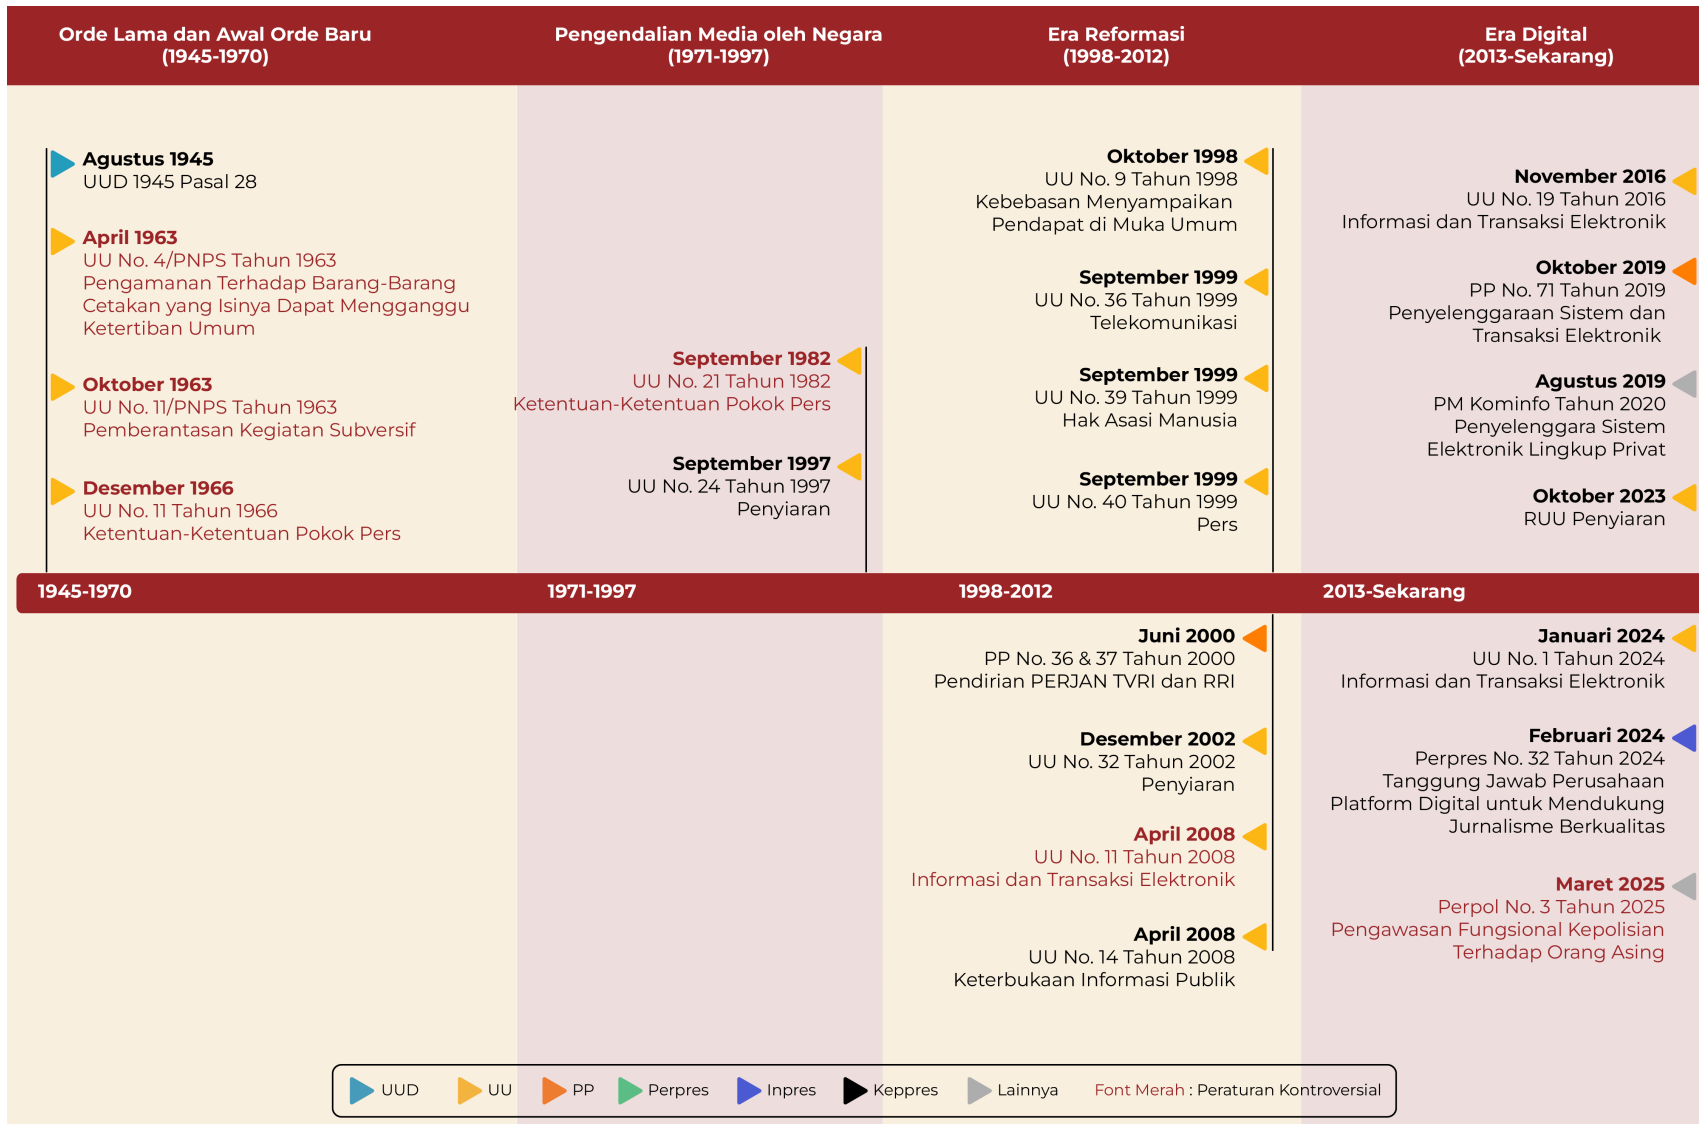 Orde Lama dan Awal Orde Baru
(1945-1970)
Pengendalian Media oleh Negara
(1971-1997)
Era Reformasi
(1998-2012)
Era Digital
(2013-Sekarang)
Agustus 1945
UUD 1945 Pasal 28
April 1963
UU No. 4/PNPS Tahun 1963
Pengamanan Terhadap Barang-Barang
Cetakan yang Isinya Dapat Mengganggu
Ketertiban Umum
Oktober 1963
UU No. 11/PNPS Tahun 1963
Pemberantasan Kegiatan Subversif
Desember 1966
UU No. 11 Tahun 1966
Ketentuan-Ketentuan Pokok Pers
September 1982
UU No. 21 Tahun 1982
Ketentuan-Ketentuan Pokok Pers
September 1997
UU No. 24 Tahun 1997
Penyiaran
Oktober 1998
UU No. 9 Tahun 1998
Kebebasan Menyampaikan
Pendapat di Muka Umum
September 1999
UU No. 36 Tahun 1999
Telekomunikasi
September 1999
UU No. 39 Tahun 1999
Hak Asasi Manusia
September 1999
UU No. 40 Tahun 1999
Pers
November 2016
UU No. 19 Tahun 2016
Informasi dan Transaksi Elektronik
Oktober 2019
PP No. 71 Tahun 2019
Penyelenggaraan Sistem dan
Transaksi Elektronik
Agustus 2019
PM Kominfo Tahun 2020
Penyelenggara Sistem
Elektronik Lingkup Privat
Oktober 2023
RUU Penyiaran
1945-1970
1971-1997
1998-2012
2013-Sekarang
Juni 2000
PP No. 36 & 37 Tahun 2000
Pendirian PERJAN TVRI dan RRI
Desember 2002
UU No. 32 Tahun 2002
Penyiaran
April 2008
UU No. 11 Tahun 2008
Informasi dan Transaksi Elektronik
April 2008
UU No. 14 Tahun 2008
Keterbukaan Informasi Publik
Januari 2024
UU No. 1 Tahun 2024
Informasi dan Transaksi Elektronik
Februari 2024
Perpres No. 32 Tahun 2024
Tanggung Jawab Perusahaan
Platform Digital untuk Mendukung
Jurnalisme Berkualitas
Maret 2025
Perpol No. 3 Tahun 2025
Pengawasan Fungsional Kepolisian
Terhadap Orang Asing
UUD
UU
PP
Perpres
Inpres
Keppres
Lainnya
Font Merah : Peraturan Kontroversial